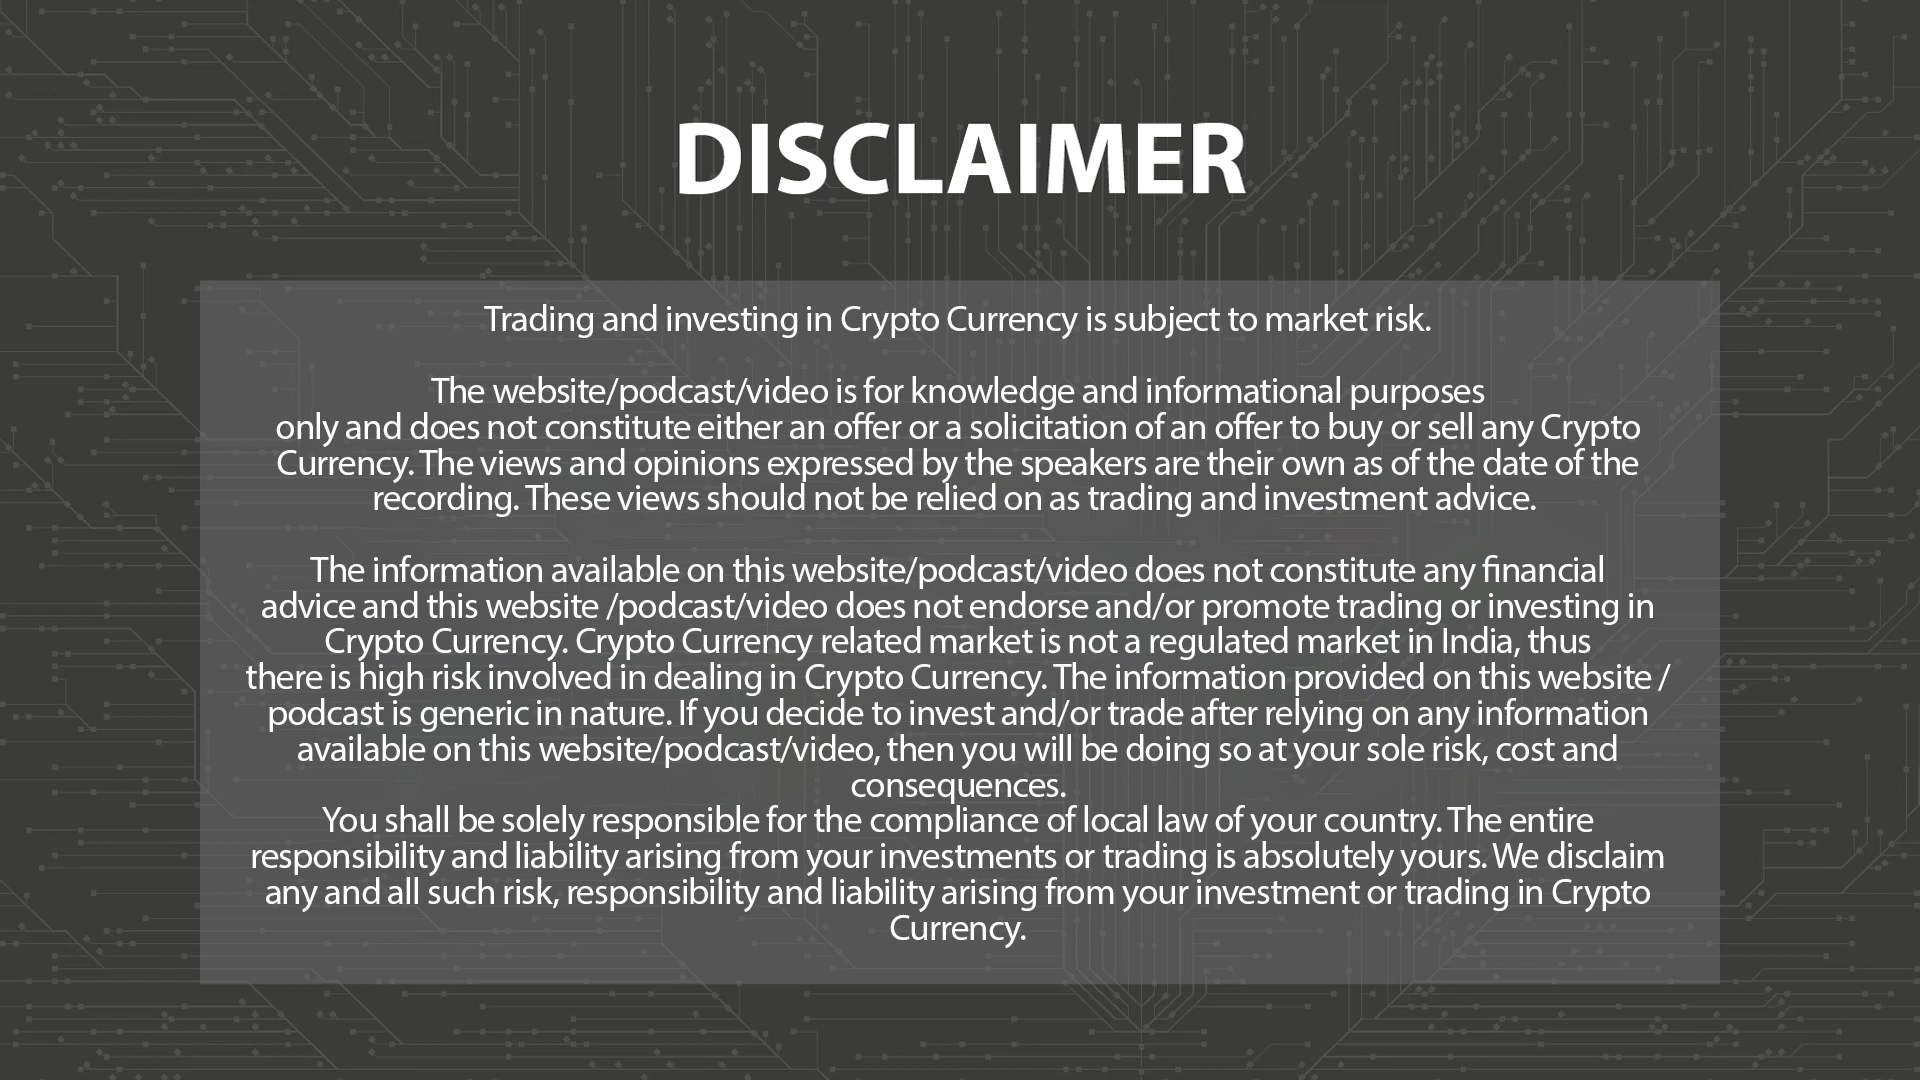 DISCLAIMER
Trading and investing in Crypto Currency is subject to market risk.
The website/podcast/video is for knowledge and informational purposes
only and does not constitute either an offer or a solicitation of an offer to buy or sell any Crypto
Currency. The views and opinions expressed by the speakers are their own as of the date of the
recording. These views should not be relied on as trading and investment advice.
The information available on this website/podcast/video does not constitute any financial
advice and this website /podcast/video does not endorse and/or promote trading or investing in
Crypto Currency. Crypto Currency related market is not a regulated market in India, thus
there is high risk involved in dealing in Crypto Currency. The information provided on this website /
podcast is generic in nature. If you decide to invest and/or trade after relying on any information
available on this website/podcast/video, then you will be doing so at your sole risk, cost and
consequences.
You shall be solely responsible for the compliance of local law of your country. The entire
responsibility and liability arising from your investments or trading is absolutely yours. We disclaim
any and all such risk, responsibility and liability arising from your investment or trading in Crypto
Currency.